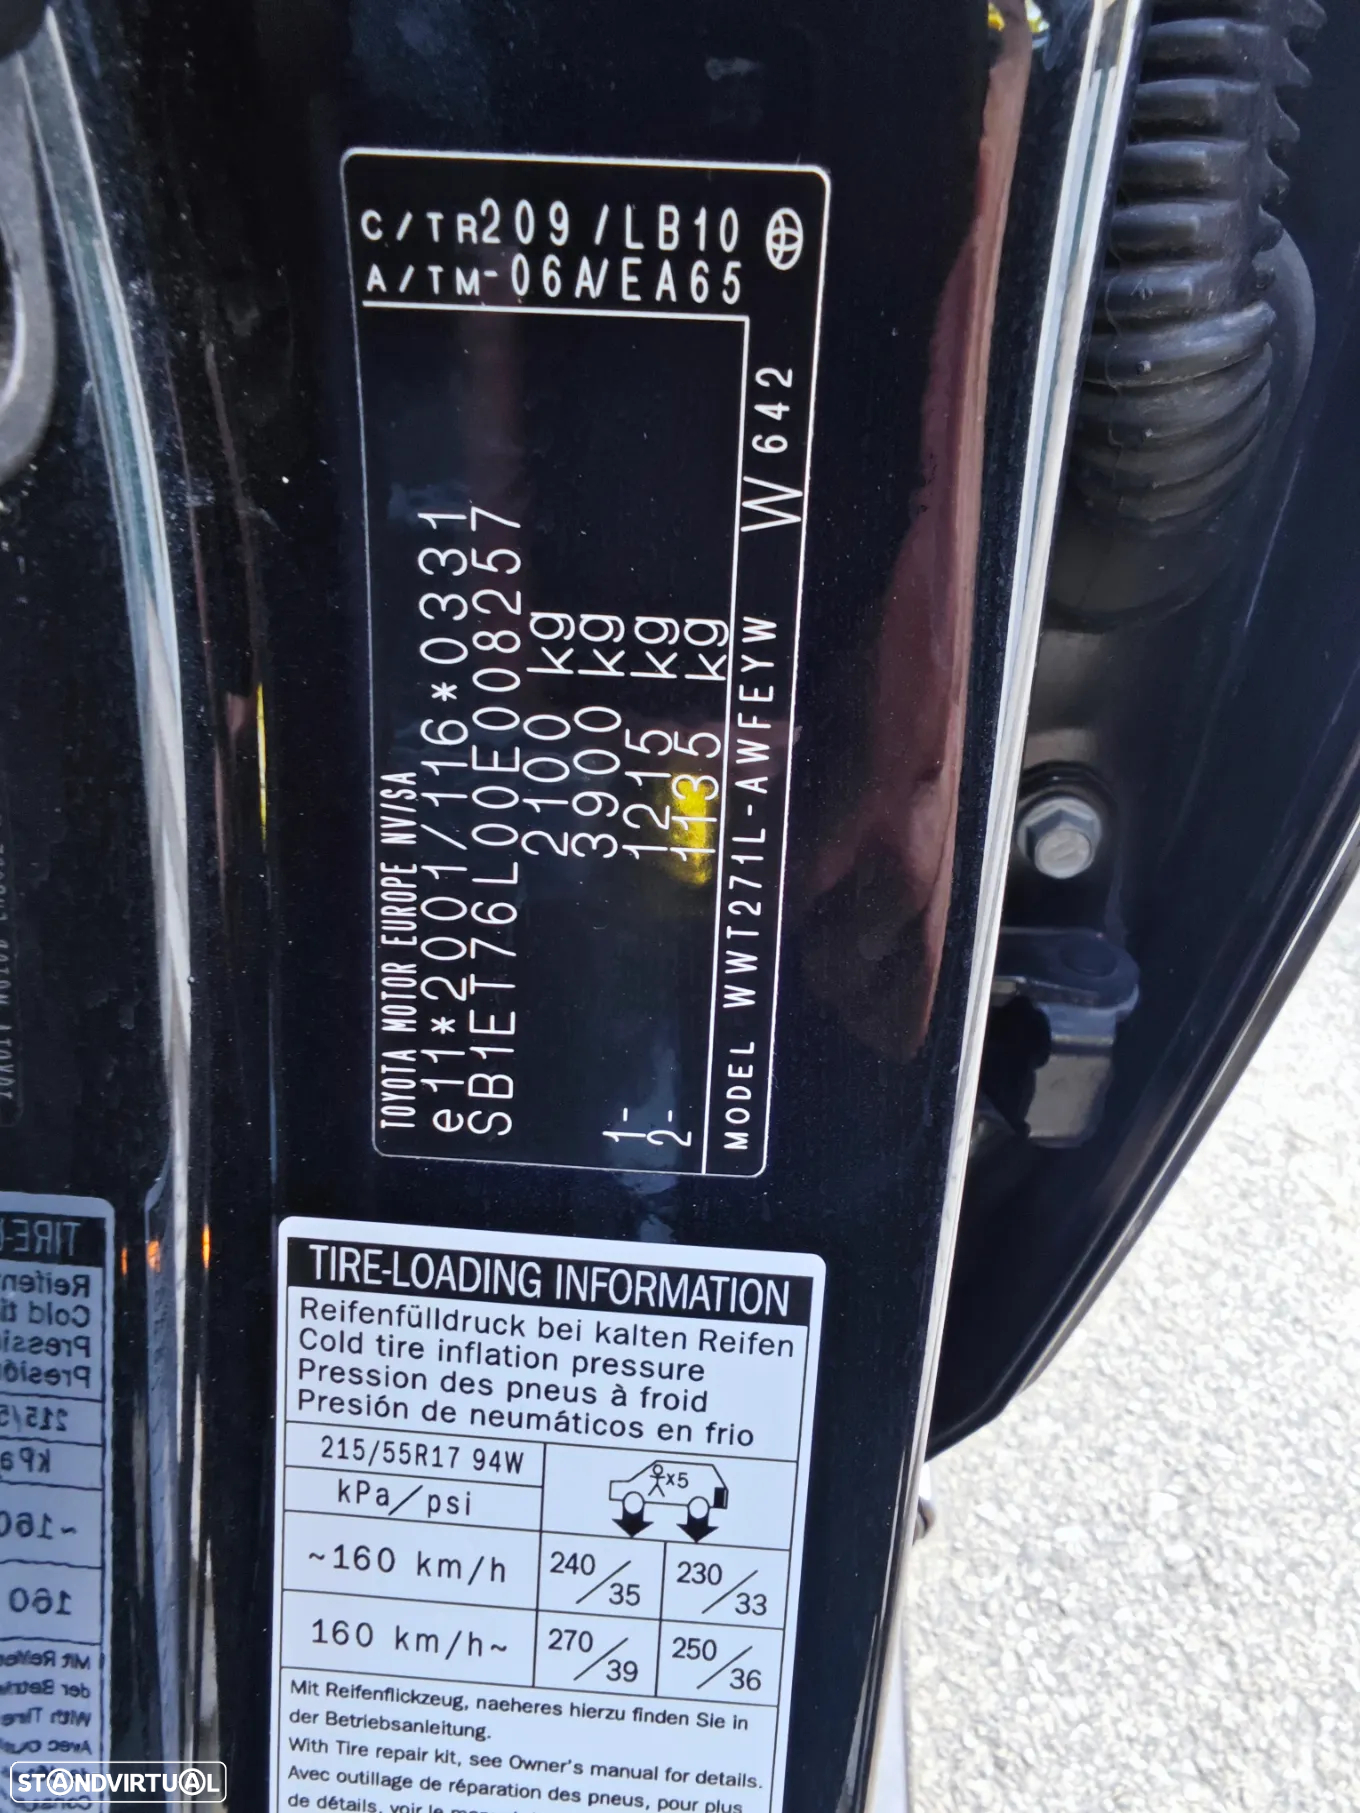 C/TR209/LB10
A/TM-06A/EA65
TOYOTA MOTOR EUROPE NV/SA
e11*2001/116*0331
SB1ET76L00E008257
2100 kg
3900 kg
1- 1215 kg
2- 1135 kg
MODEL WWT271L-AWFEYW W642
TIRE-LOADING INFORMATION
Reifenfülldruck bei kalten Reifen
Cold tire inflation pressure
Pression des pneus à froid
Presión de neumáticos en frio
215/55R17 94W
x5
kPa/psi
~160 km/h 240/35 230/33
160 km/h~ 270/39 250/36
Mit Reifenflickzeug, naeheres hierzu finden Sie in
der Betriebsanleitung.
With Tire repair kit, see Owner's manual for details.
Avec outillage de réparation des pneus, pour plus
de détails, voir le
STANDVIRTUAL